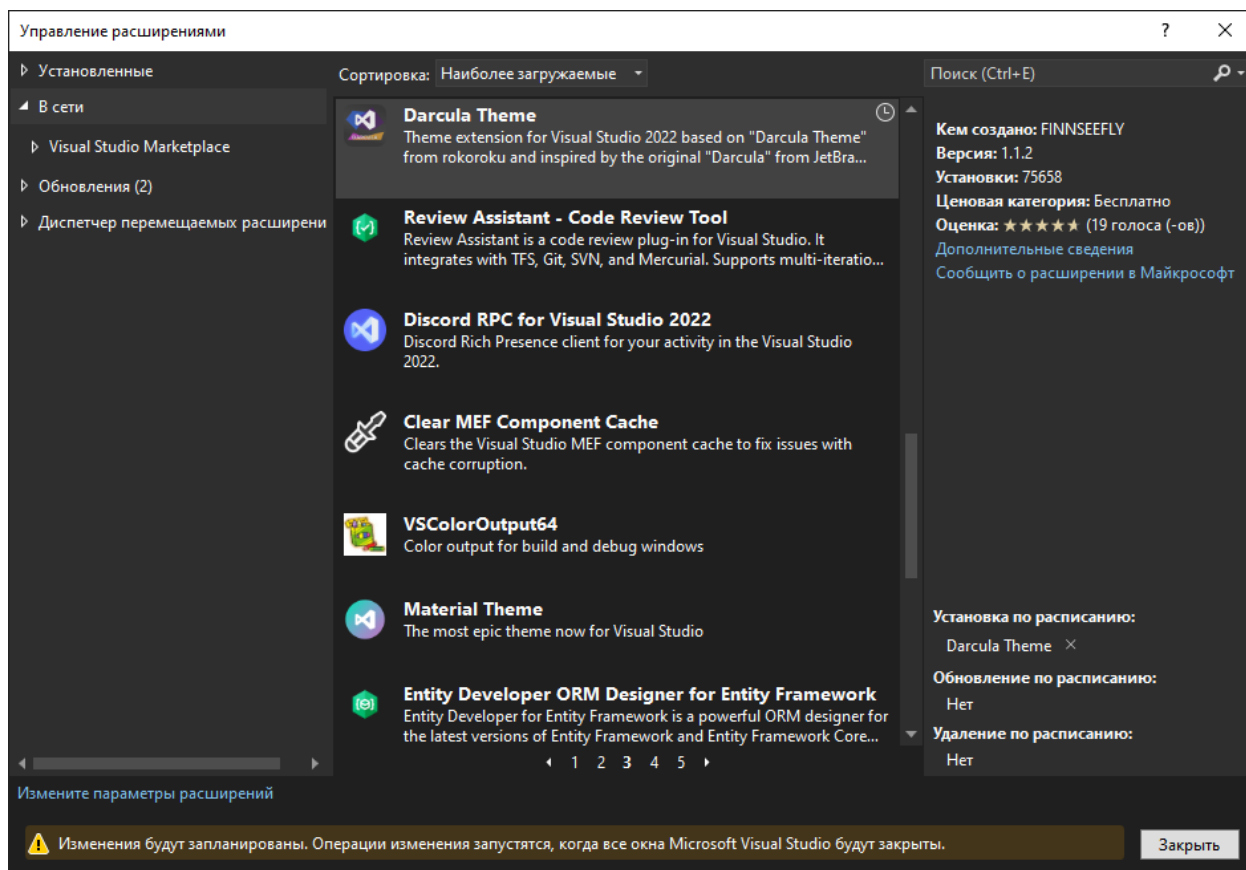 Управление расширениями
?
Установленные
В сети
Visual Studio Marketplace
Обновления (2)
Диспетчер перемещаемых расширени
Сортировка: Наиболее загружаемые
Darcula Theme
Theme extension for Visual Studio 2022 based on "Darcula Theme"
from rokoroku and inspired by the original "Darcula" from JetBra...
Review Assistant - Code Review Tool
Review Assistant is a code review plug-in for Visual Studio. It
integrates with TFS, Git, SVN, and Mercurial. Supports multi-iteratio...
Discord RPC for Visual Studio 2022
Discord Rich Presence client for your activity in the Visual Studio
2022.
Clear MEF Component Cache
Clears the Visual Studio MEF component cache to fix issues with
cache corruption.
VSColorOutput64
Color output for build and debug windows
Material Theme
The most epic theme now for Visual Studio
Entity Developer ORM Designer for Entity Framework
Entity Developer for Entity Framework is a powerful ORM designer for
the latest versions of Entity Framework and Entity Framework Core...
1 2 3 4 5
Поиск (Ctrl+E)
Кем создано: FINNSEEFLY
Версия: 1.1.2
Установки: 75658
Ценовая категория: Бесплатно
Оценка: ★★★★★ (19 голоса (-ов))
Дополнительные сведения
Сообщить о расширении в Майкрософт
Установка по расписанию:
Darcula Theme
Обновление по расписанию:
Нет
Удаление по расписанию:
Нет
Измените параметры расширений
Изменения будут запланированы. Операции изменения запустятся, когда все окна Microsoft Visual Studio будут закрыты.
Закрыть